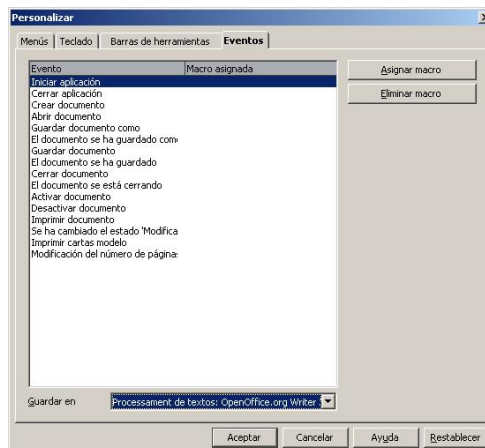 Personalizar
Menús Teclado Barras de herramientas Eventos
Evento Macro asignada
Iniciar aplicación
Cerrar aplicación
Crear documento
Abrir documento
Guardar documento como
El documento se ha guardado com
Guardar documento
El documento se ha guardado
Cerrar documento
El documento se está cerrando
Activar documento
Desactivar documento
Imprimir documento
Se ha cambiado el estado 'Modifica
Imprimir cartas modelo
Modificación del número de página
Asignar macro
Eliminar macro
Guardar en Processament de textos: OpenOffice.org Writer
Aceptar Cancelar Ayuda Restablecer